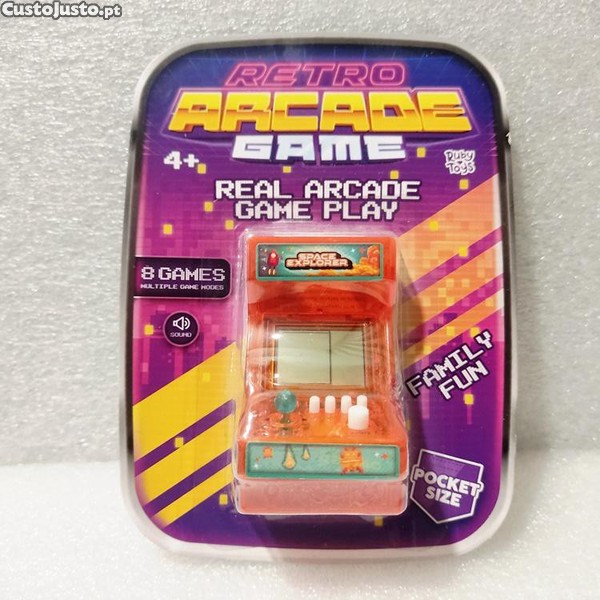 CustoJusto.pt
RETRO
ARCADE
GAME
4+
Ruby
Toys
REAL ARCADE
GAME PLAY
SPACE
EXPLORER
8 GAMES
MULTIPLE GAME MODES
SOUND
FAMILY
FUN
POCKET
SIZE